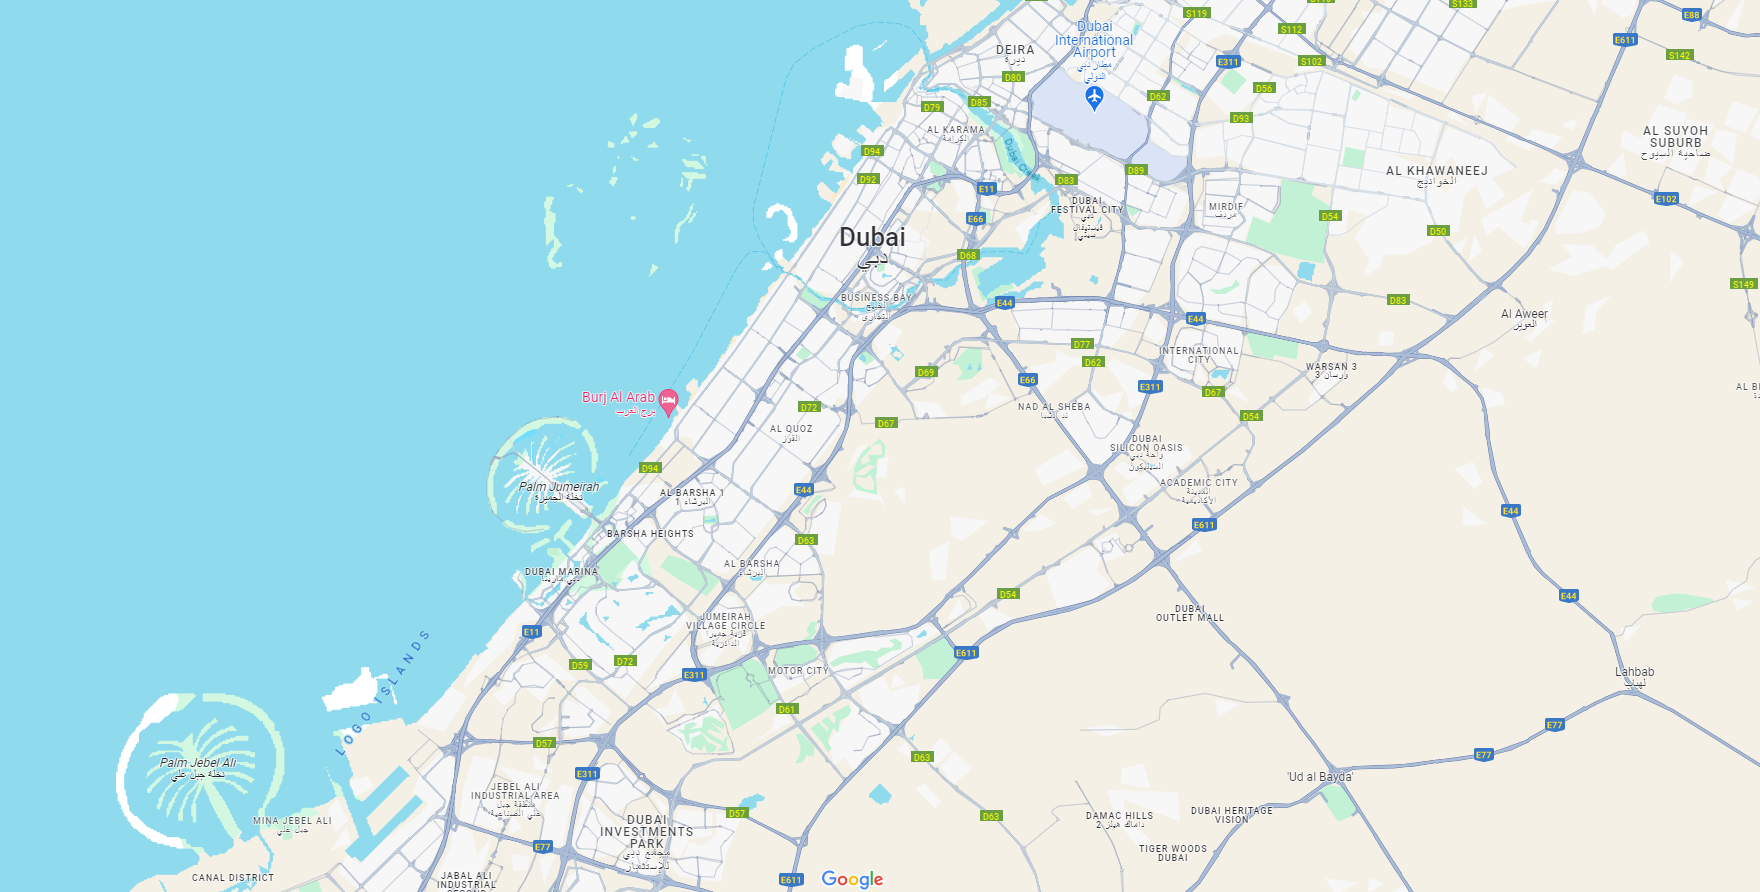 S119
S133
E88
S112
Dubai
International
Airport
مطار دبي
الدولي
DEIRA
ديرة
E611
S142
E311
S102
D80
D56
D62
D85
D79
D93
AL KARAMA
الكرامة
AL SUYOH
SUBURB
ضاحية السيوح
D94
Dubai Creek
D92
D83
D89
AL KHAWANEEJ
الخوانيج
E11
E102
DUBAI
FESTIVAL CITY
دبي
فيستيفال
سيتي
MIRDIF
مردف
D54
E66
D50
Dubai
دبي
D68
S149
BUSINESS BAY
الخليج
التجاري
E44
D83
E44
Al Aweer
العوير
D77
INTERNATIONAL
CITY
D62
WARSAN 3
ورسان 3
D69
E66
E311
D67
AL B
Burj Al Arab
برج العرب
D72
NAD AL SHEBA
ند الشبا
D54
D67
AL QUOZ
القوز
DUBAI
SILICON OASIS
واحة دبي
السيليكون
D94
Palm Jumeirah
نخلة الجميرة
AL BARSHA 1
البرشاء 1
E44
ACADEMIC CITY
المدينة
الأكاديمية
E44
E611
BARSHA HEIGHTS
D63
DUBAI MARINA
دبي مارينا
AL BARSHA
البرشاء
D54
E44
DUBAI
OUTLET MALL
JUMEIRAH
VILLAGE CIRCLE
قرية جميرا
الدائرية
E11
E611
D59
D72
E311
MOTOR CITY
Lahbab
لهباب
LOGO ISLANDS
D61
E77
D57
D63
E77
Palm Jebel Ali
نخلة جبل علي
E311
'Ud al Bayda'
JEBEL ALI
INDUSTRIAL AREA
منطقة جبل
علي الصناعية
D57
D63
DAMAC HILLS
داماك هيلز 2
DUBAI HERITAGE
VISION
MINA JEBEL ALI
جبل علي
DUBAI
INVESTMENTS
PARK
مجمع دبي
للإستثمار
E77
TIGER WOODS
DUBAI
CANAL DISTRICT
JABAL ALI
INDUSTRIAL
E611
Google